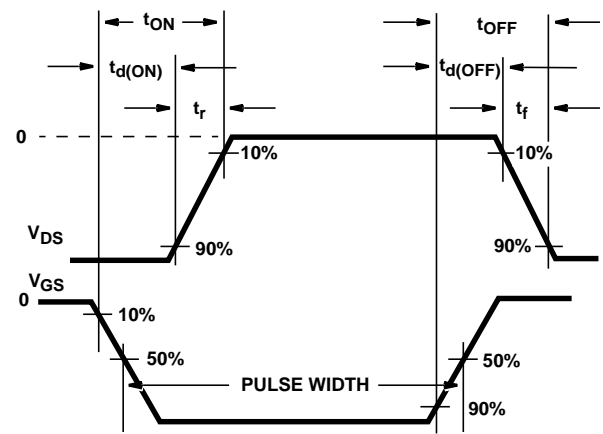 tON tOFF
td(ON) td(OFF)
tr tf
0
10% 10%
VDS 90% 90%
VGS
0
10%
50% 50%
PULSE WIDTH
90%